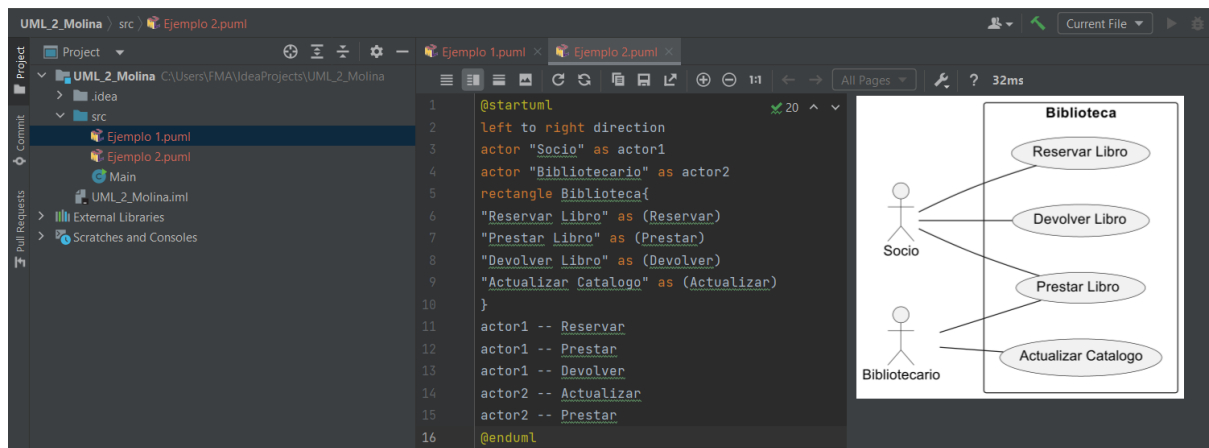 UML_2_Molina > src > Ejemplo 2.puml
Current File
Project
Project
Commit
Pull Requests
UML_2_Molina C:\Users\FMA\IdeaProjects\UML_2_Molina
.idea
src
Ejemplo 1.puml
Ejemplo 2.puml
Main
UML_2_Molina.iml
External Libraries
Scratches and Consoles
Ejemplo 1.puml × Ejemplo 2.puml ×
1:1 All Pages ? 32ms
20
1 @startuml
2 left to right direction
3 actor "Socio" as actor1
4 actor "Bibliotecario" as actor2
5 rectangle Biblioteca{
6 "Reservar Libro" as (Reservar)
7 "Prestar Libro" as (Prestar)
8 "Devolver Libro" as (Devolver)
9 "Actualizar Catalogo" as (Actualizar)
10 }
11 actor1 -- Reservar
12 actor1 -- Prestar
13 actor1 -- Devolver
14 actor2 -- Actualizar
15 actor2 -- Prestar
16 @enduml
Biblioteca
Reservar Libro
Devolver Libro
Socio
Prestar Libro
Actualizar Catalogo
Bibliotecario